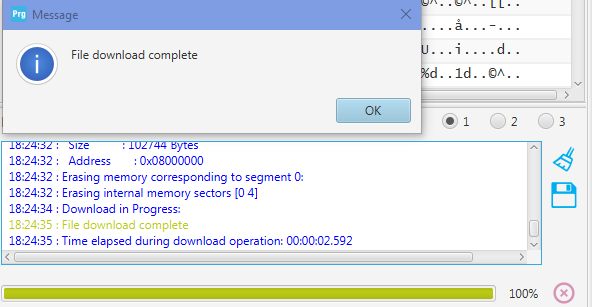 Prg Message
File download complete
OK
©^..©^..[[..
....å...-...
U...i....d..
%d..1d..©^..
1 2 3
18:24:32 : Size : 102744 Bytes
18:24:32 : Address : 0x08000000
18:24:32 : Erasing memory corresponding to segment 0:
18:24:32 : Erasing internal memory sectors [0 4]
18:24:34 : Download in Progress:
18:24:35 : File download complete
18:24:35 : Time elapsed during download operation: 00:00:02.592
100%